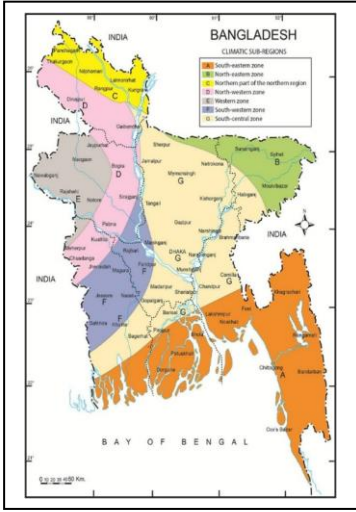 BANGLADESH
CLIMATIC SUB-REGIONS
A South-eastern zone
B North-eastern zone
C Northern part of the northern region
D North-western zone
E Western zone
F South-western zone
G South-central zone
INDIA
Panchagarh
Thakurgaon
Nilphamari
Lalmonirhat
Rangpur
Kurigram
C
Dinajpur
D
Gaibandha
INDIA
Joypurhat
Sherpur
Jamalpur
Netrokona
Sunamganj
Sylhet
B
Naogaon
Bogra
D
Mymensingh
G
Moulvibazar
Nawabganj
Rajshahi
E
Natore
Sirajganj
Tangail
Kishorganj
Habiganj
Pabna
Gazipur
Narshingdi
Kushtia
Manikganj
DHAKA
G
INDIA
Meherpur
Chuadanga
Rajbari
Faridpur
F
Munshiganj
Narayanganj
Comilla
G
INDIA
Jhenaidah
Magura
Madaripur
Shariatpur
Chandpur
Khagrachari
Jessore
F
Narail
Gopalganj
Barisal
G
Lakshmipur
Noakhali
Feni
Satkhira
Khulna
F
Bagerhat
Pirojpur
Bhola
Patuakhali
Barguna
Rangamati
Chittagong
A
Bandarban
Cox's Bazar
BAY OF BENGAL
Km.